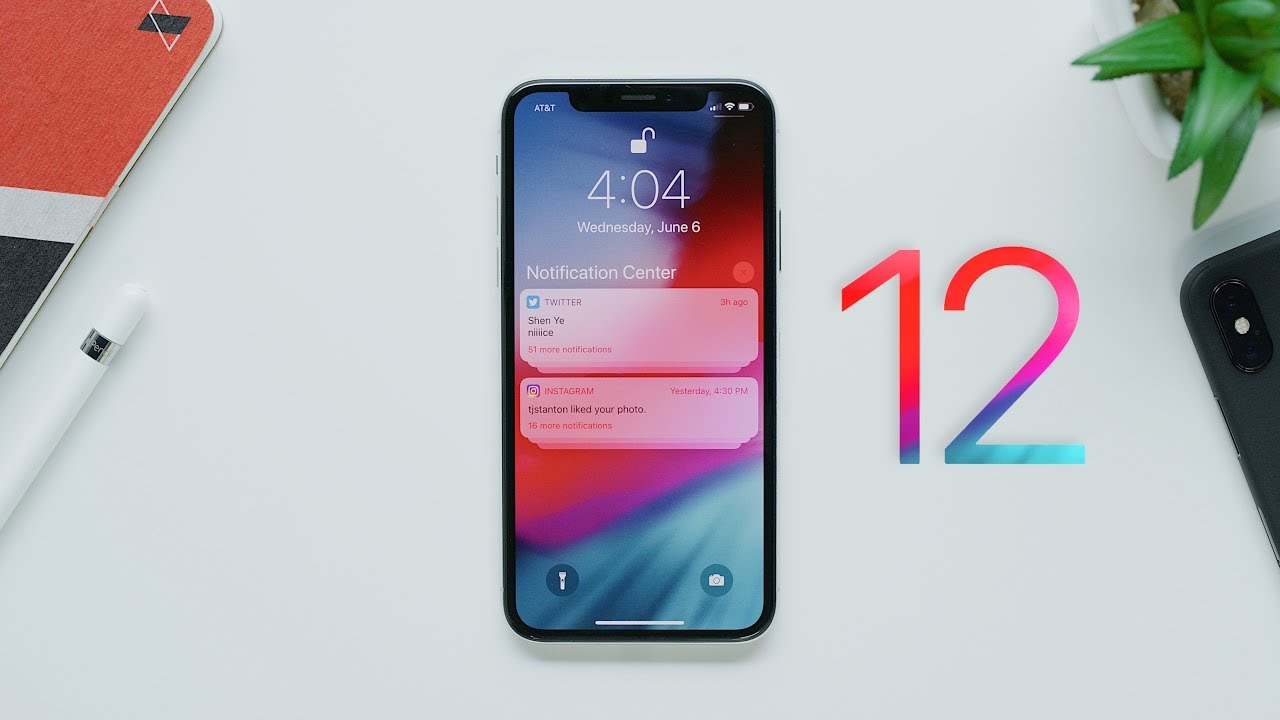 AT&T
4:04
Wednesday, June 6
Notification Center
TWITTER 3h ago
Shen Ye
niiiice
51 more notifications
INSTAGRAM Yesterday, 4:30 PM
tjstanton liked your photo.
16 more notifications
12